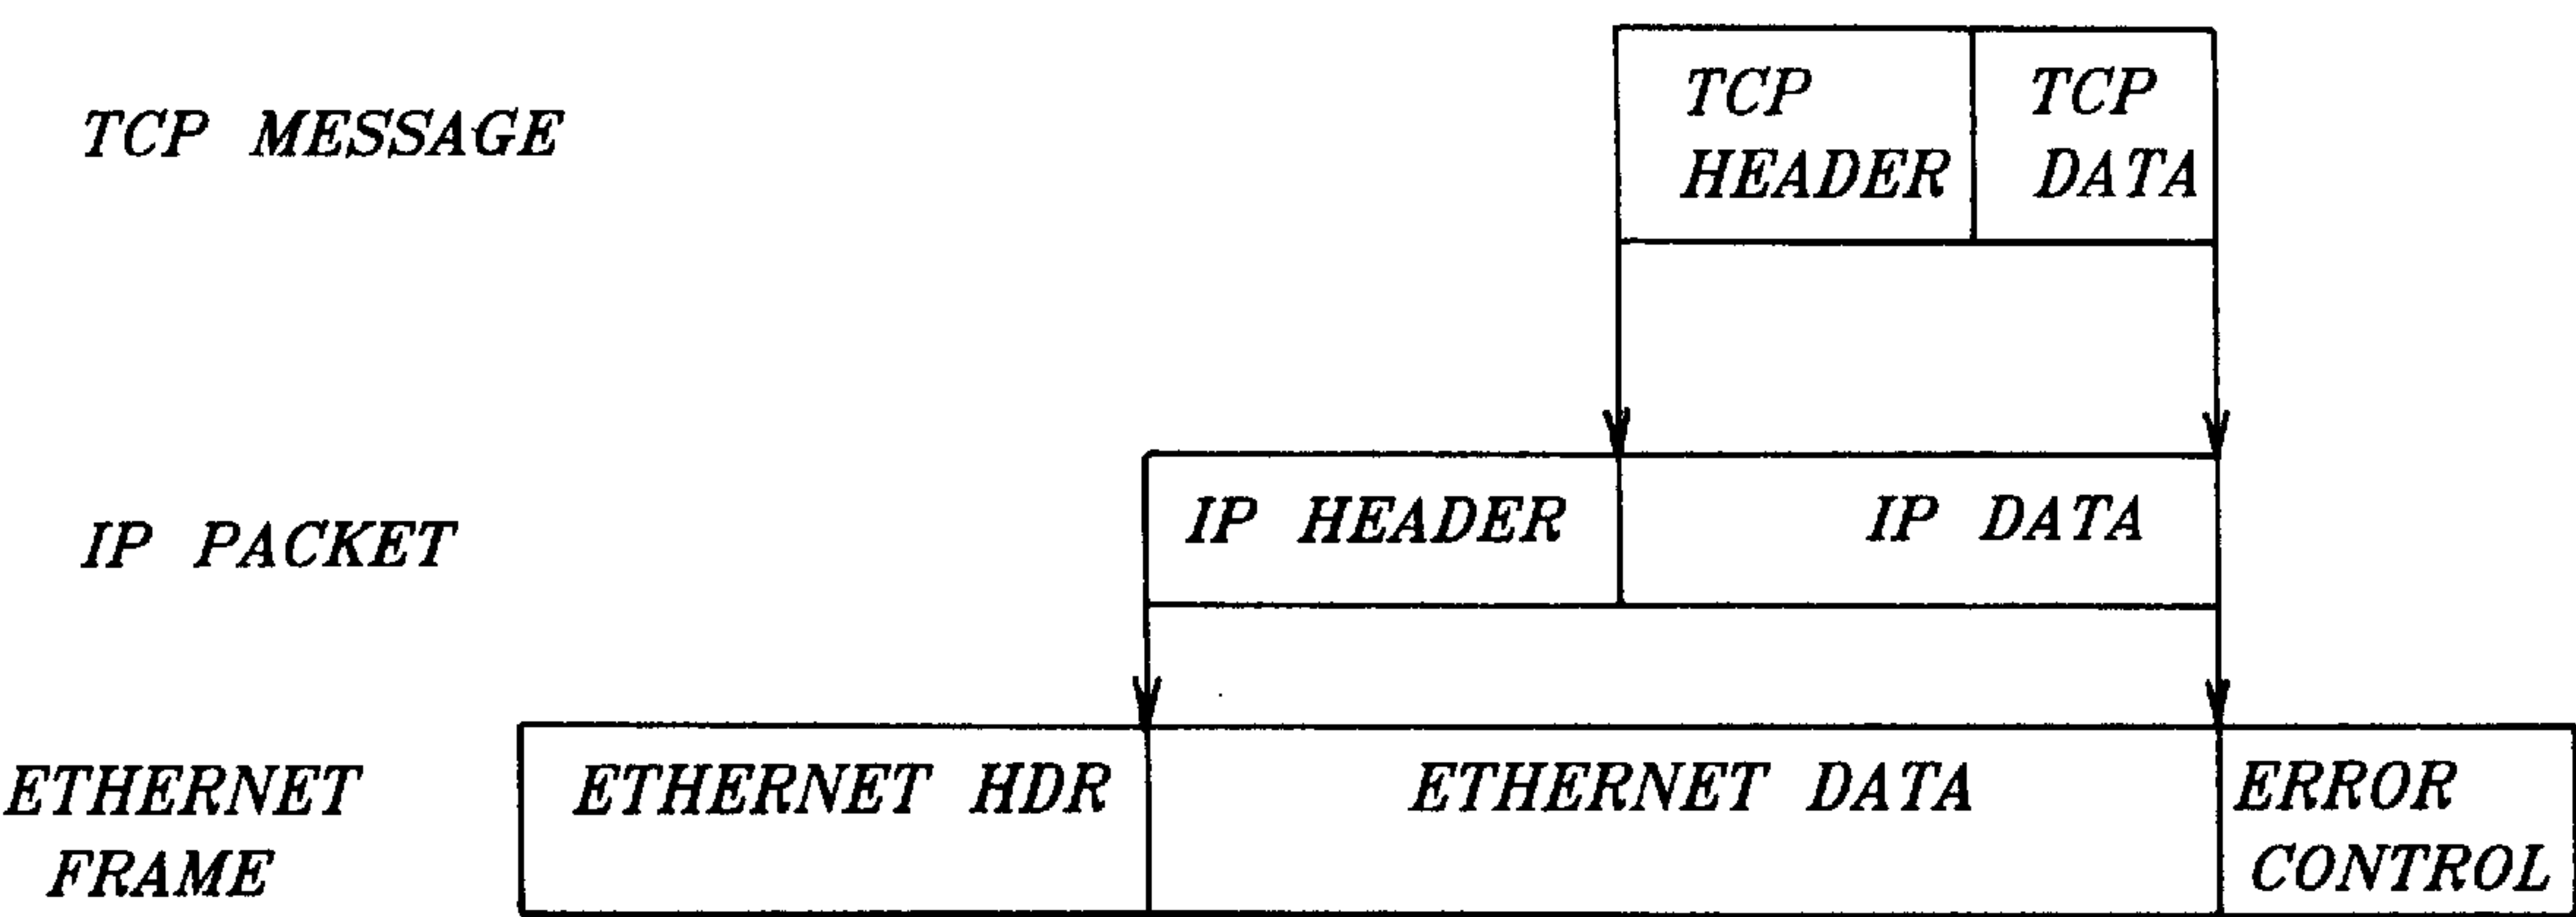 TCP MESSAGE
TCP
HEADER
TCP
DATA
IP PACKET
IP HEADER
IP DATA
ETHERNET
FRAME
ETHERNET HDR
ETHERNET DATA
ERROR
CONTROL